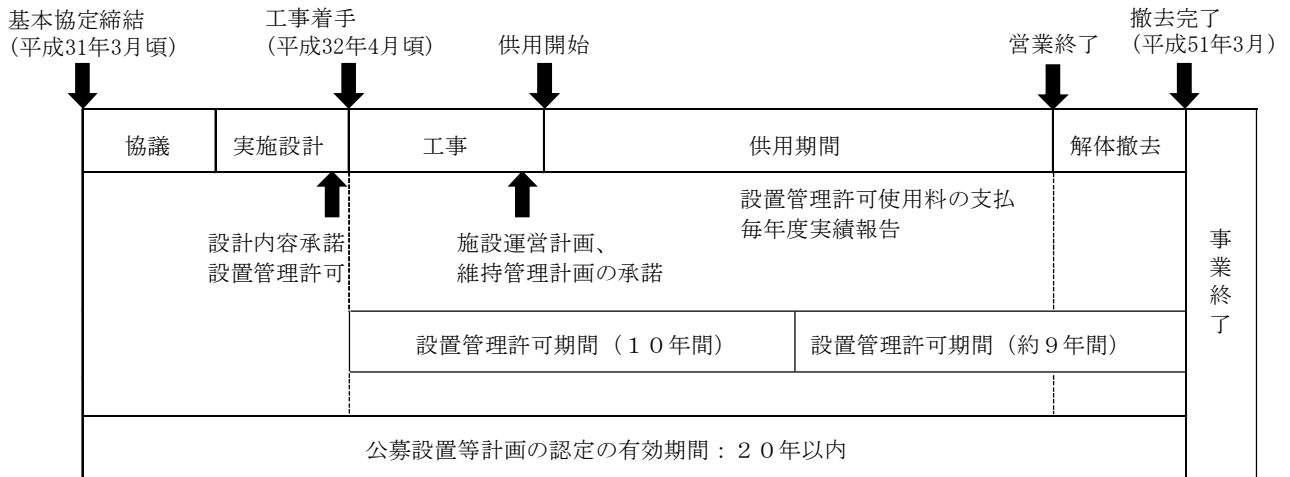 基本協定締結
(平成31年3月頃)
工事着手
(平成32年4月頃)
供用開始
営業終了
撤去完了
(平成51年3月)
協議
実施設計
工事
供用期間
解体撤去
設計内容承諾
設置管理許可
施設運営計画、
維持管理計画の承諾
設置管理許可使用料の支払
毎年度実績報告
事業終了
設置管理許可期間（１０年間）
設置管理許可期間（約９年間）
公募設置等計画の認定の有効期間：２０年以内